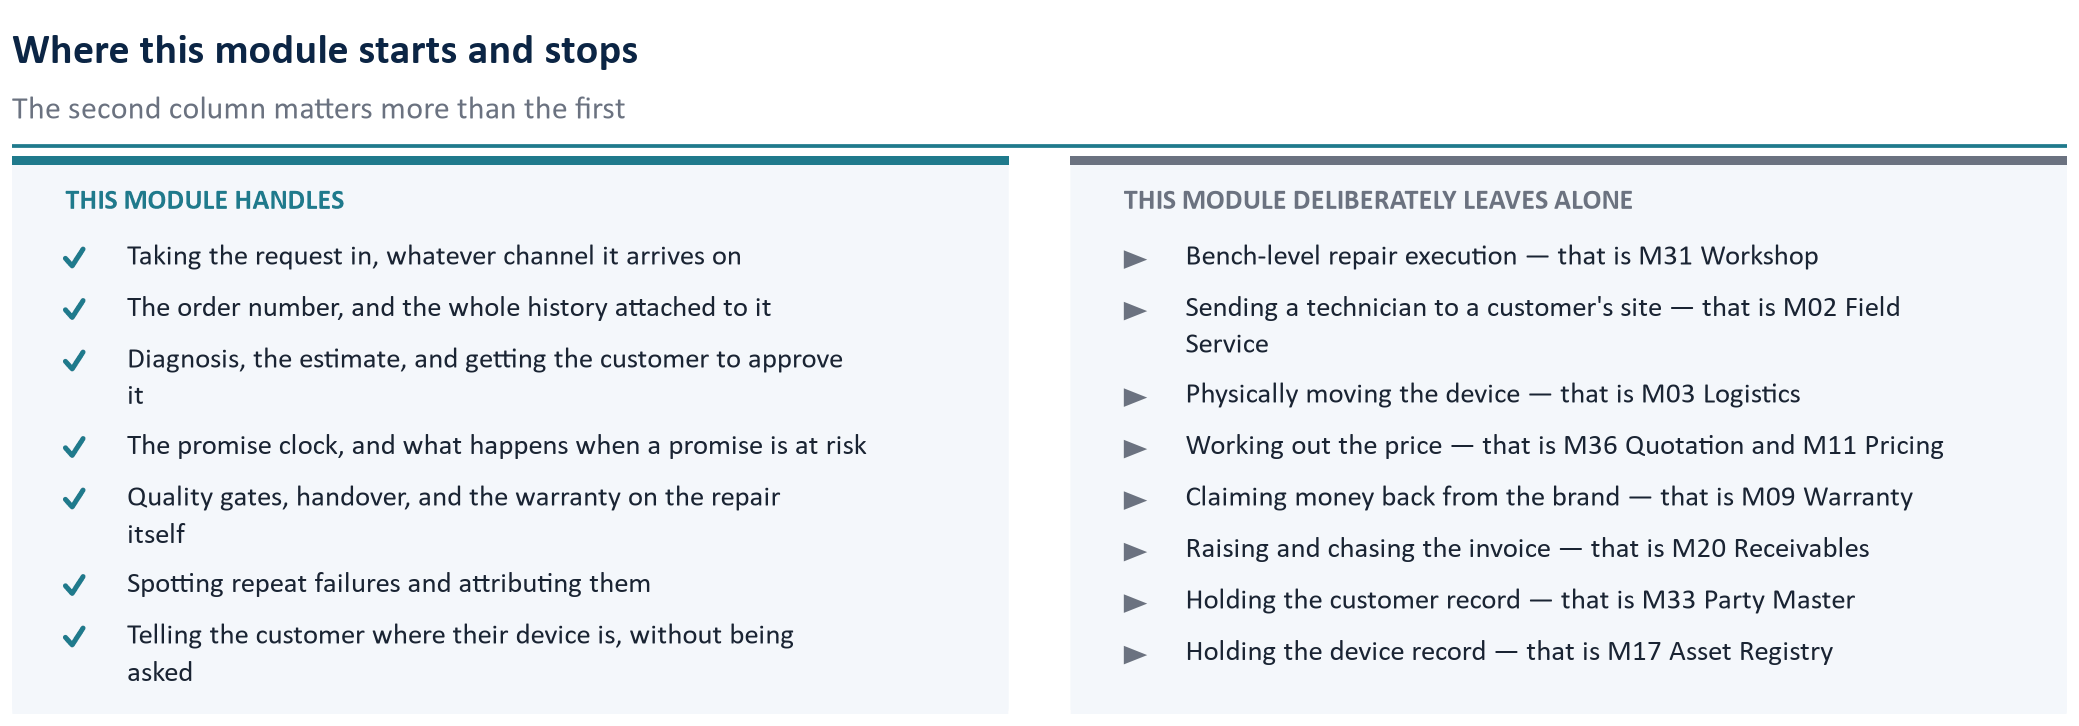 Where this module starts and stops
The second column matters more than the first
THIS MODULE HANDLES
Taking the request in, whatever channel it arrives on
The order number, and the whole history attached to it
Diagnosis, the estimate, and getting the customer to approve
it
The promise clock, and what happens when a promise is at risk
Quality gates, handover, and the warranty on the repair
itself
Spotting repeat failures and attributing them
Telling the customer where their device is, without being
asked
THIS MODULE DELIBERATELY LEAVES ALONE
Bench-level repair execution — that is M31 Workshop
Sending a technician to a customer's site — that is M02 Field
Service
Physically moving the device — that is M03 Logistics
Working out the price — that is M36 Quotation and M11 Pricing
Claiming money back from the brand — that is M09 Warranty
Raising and chasing the invoice — that is M20 Receivables
Holding the customer record — that is M33 Party Master
Holding the device record — that is M17 Asset Registry